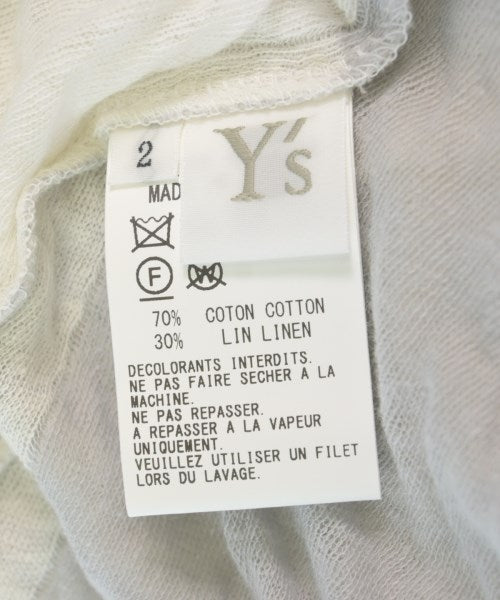 2
Y's
MAD
F W
70% COTON COTTON
30% LIN LINEN
DECOLORANTS INTERDITS.
NE PAS FAIRE SECHER A LA
MACHINE.
NE PAS REPASSER.
A REPASSER A LA VAPEUR
UNIQUEMENT.
VEUILLEZ UTILISER UN FILET
LORS DU LAVAGE.